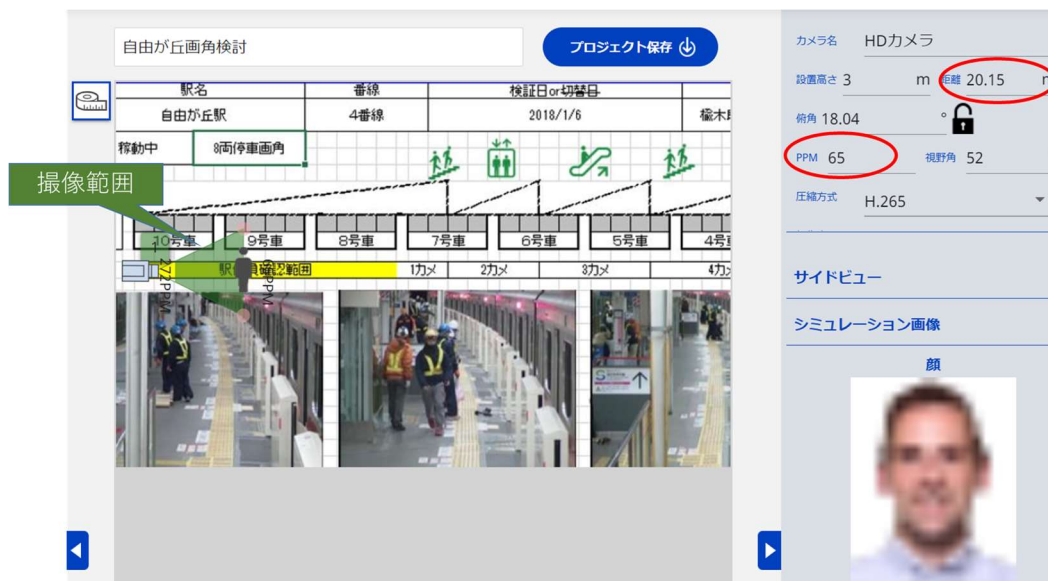 自由が丘画角検討
プロジェクト保存
駅名 番線 検証日or切替日
自由が丘駅 4番線 2018/1/6
稼動中 8両停車画角
撮像範囲
10号車 9号車 8号車 7号車 6号車 5号車 4号
272PPM
65PPM
1カメ 2カメ 3カメ 4カ
カメラ名 HDカメラ
設置高さ 3 m 距離 20.15
俯角 18.04 °
PPM 65 視野角 52
圧縮方式 H.265
サイドビュー
シミュレーション画像
顔